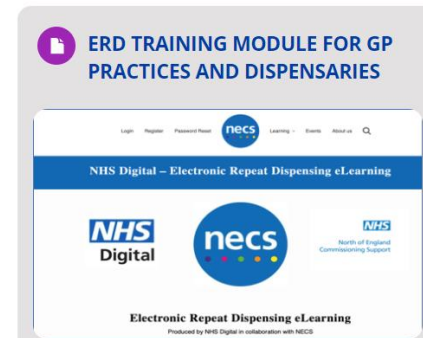 ERD TRAINING MODULE FOR GP
PRACTICES AND DISPENSARIES
Login Register Password Reset necs Learning Events About us
NHS Digital – Electronic Repeat Dispensing eLearning
NHS
Digital
necs
NHS
North of England
Commissioning Support
Electronic Repeat Dispensing eLearning
Produced by NHS Digital in collaboration with NECS